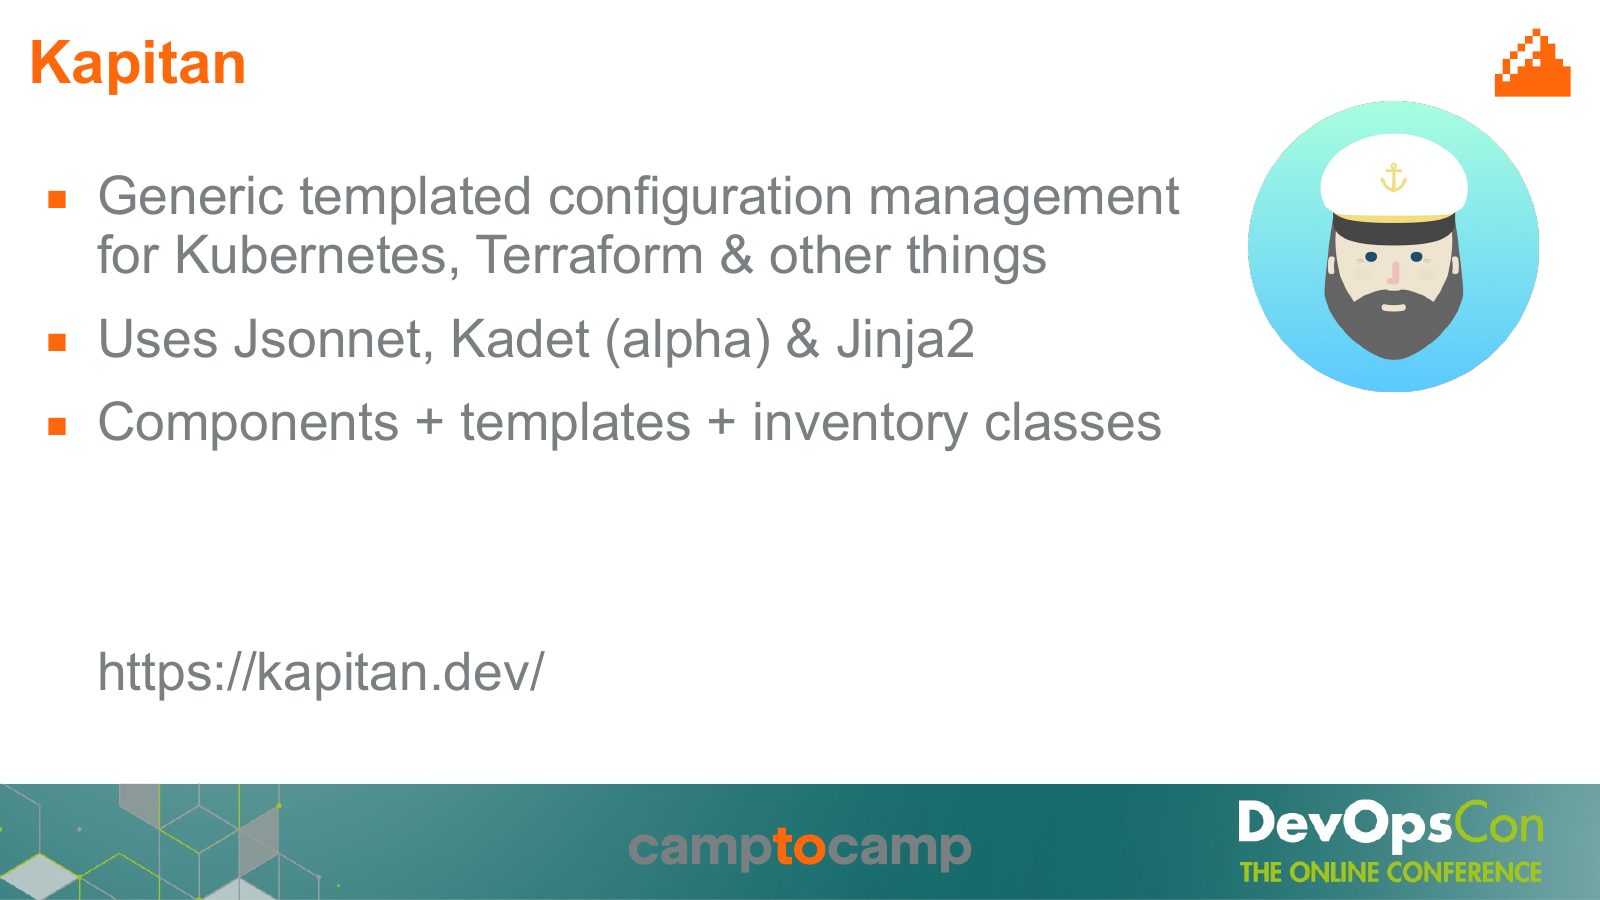 Kapitan
Generic templated configuration management
for Kubernetes, Terraform & other things
Uses Jsonnet, Kadet (alpha) & Jinja2
Components + templates + inventory classes
https://kapitan.dev/
camptocamp
DevOpsCon
THE ONLINE CONFERENCE